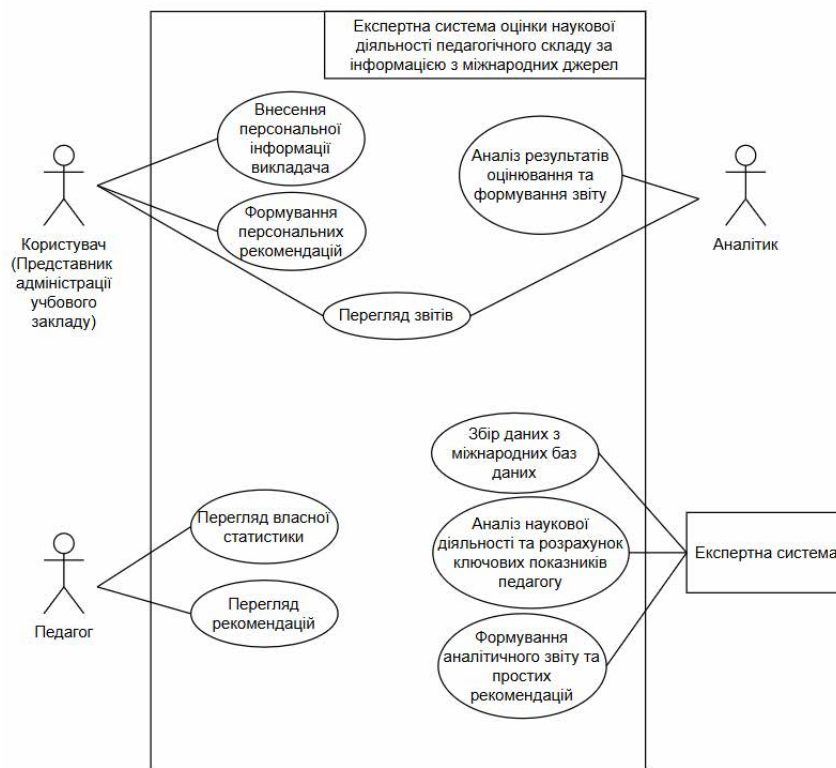 Експертна система оцінки наукової
діяльності педагогічного складу за
інформацією з міжнародних джерел
Внесення
персональної
інформації
викладача
Аналіз результатів
оцінювання та
формування звіту
Формування
персональних
рекомендацій
Користувач
(Представник
адміністрації
учбового
закладу)
Аналітик
Перегляд звітів
Збір даних з
міжнародних баз
даних
Перегляд власної
статистики
Аналіз наукової
діяльності та розрахунок
ключових показників
педагогу
Експертна система
Перегляд
рекомендацій
Педагог
Формування
аналітичного звіту та
простих
рекомендацій